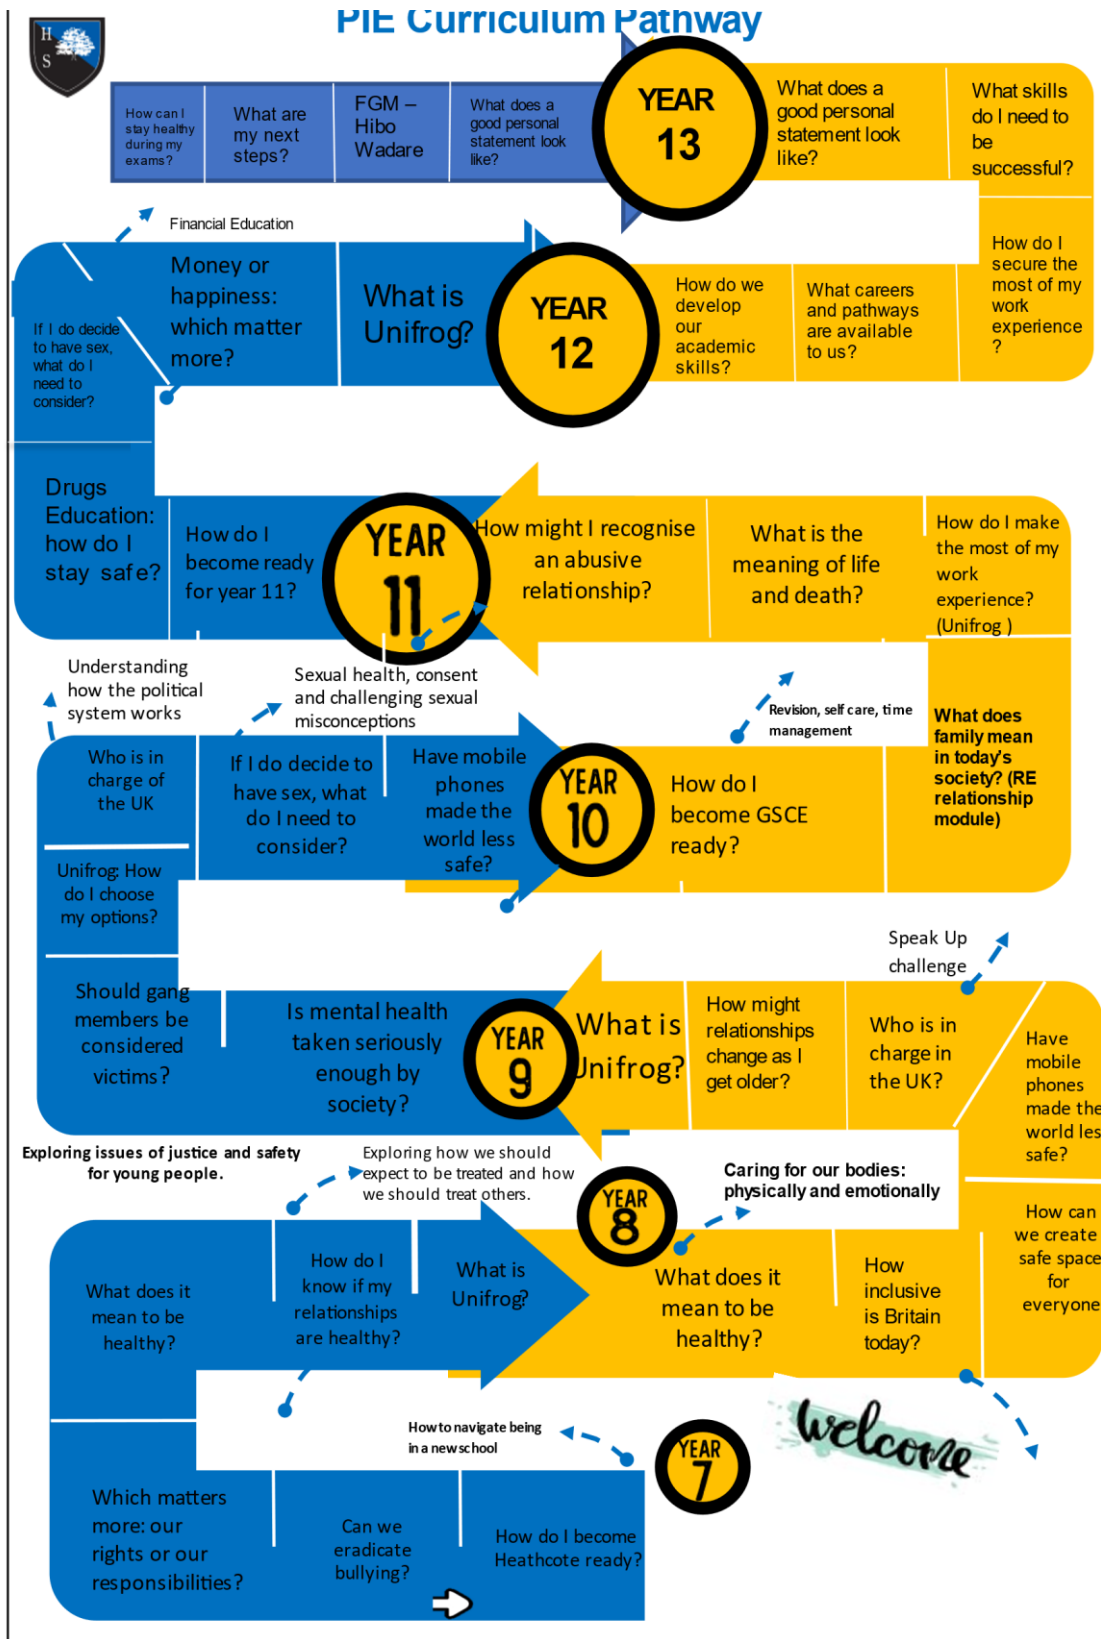 PIE Curriculum Pathway
H
S
How can I
stay healthy
during my
exams?
What are
my next
steps?
FGM –
Hibo
Wadare
What does a
good personal
statement look
like?
YEAR
13
What does a
good personal
statement look
like?
What skills
do I need to
be
successful?
Financial Education
Money or
happiness:
which matter
more?
What is
Unifrog?
YEAR
12
How do we
develop
our
academic
skills?
What careers
and pathways
are available
to us?
How do I
secure the
most of my
work
experience
?
If I do decide
to have sex,
what do I
need to
consider?
Drugs
Education:
how do I
stay safe?
How do I
become ready
for year 11?
YEAR
11
How might I recognise
an abusive
relationship?
What is the
meaning of life
and death?
How do I make
the most of my
work
experience?
(Unifrog )
Understanding
how the political
system works
Sexual health, consent
and challenging sexual
misconceptions
Revision, self care, time
management
What does
family mean
in today's
society? (RE
relationship
module)
Who is in
charge of
the UK
If I do decide to
have sex, what
do I need to
consider?
Have mobile
phones
made the
world less
safe?
YEAR
10
How do I
become GSCE
ready?
Unifrog: How
do I choose
my options?
Speak Up
challenge
Should gang
members be
considered
victims?
Is mental health
taken seriously
enough by
society?
YEAR
9
What is
Unifrog?
How might
relationships
change as I
get older?
Who is in
charge in
the UK?
Have
mobile
phones
made the
world les
safe?
Exploring issues of justice and safety
for young people.
Exploring how we should
expect to be treated and how
we should treat others.
YEAR
8
Caring for our bodies:
physically and emotionally
How can
we create
safe space
for
everyone
What does it
mean to be
healthy?
How do I
know if my
relationships
are healthy?
What is
Unifrog?
What does it
mean to be
healthy?
How
inclusive
is Britain
today?
How to navigate being
in a new school
YEAR
7
welcome
Which matters
more: our
rights or our
responsibilities?
Can we
eradicate
bullying?
How do I become
Heathcote ready?